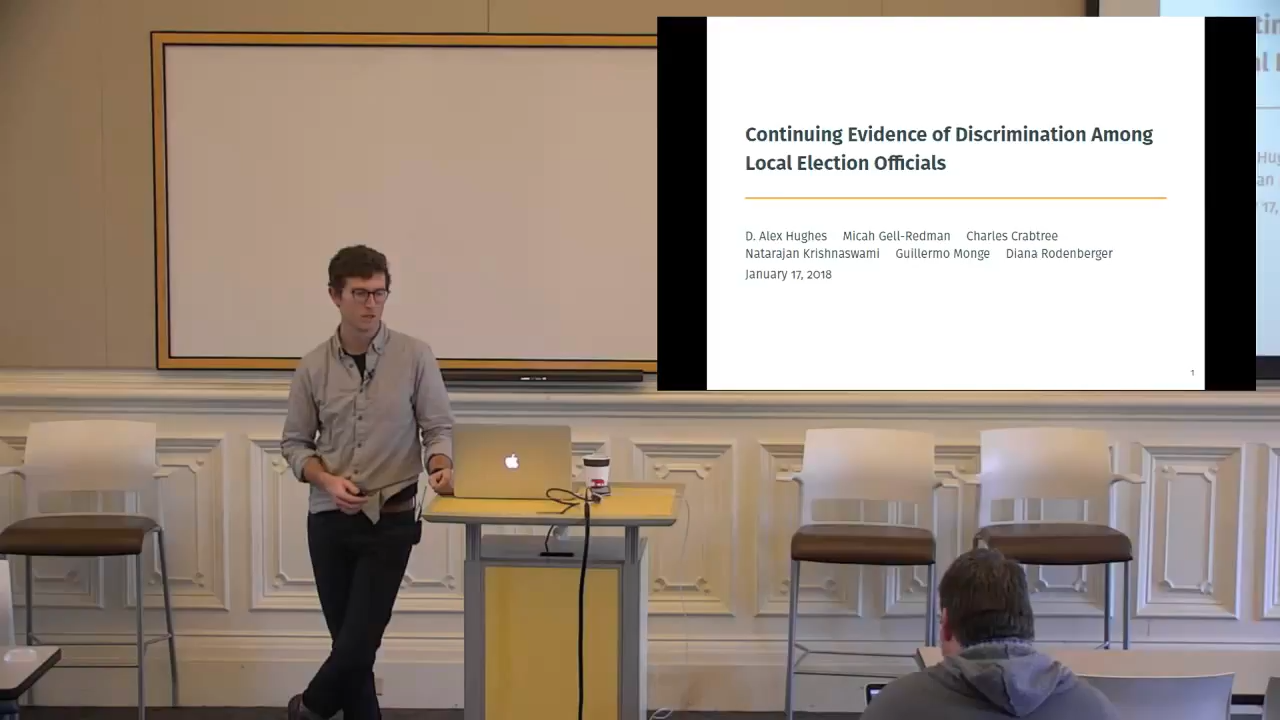 Continuing Evidence of Discrimination Among
Local Election Officials
D. Alex Hughes Micah Gell-Redman Charles Crabtree
Natarajan Krishnaswami Guillermo Monge Diana Rodenberger
January 17, 2018
1